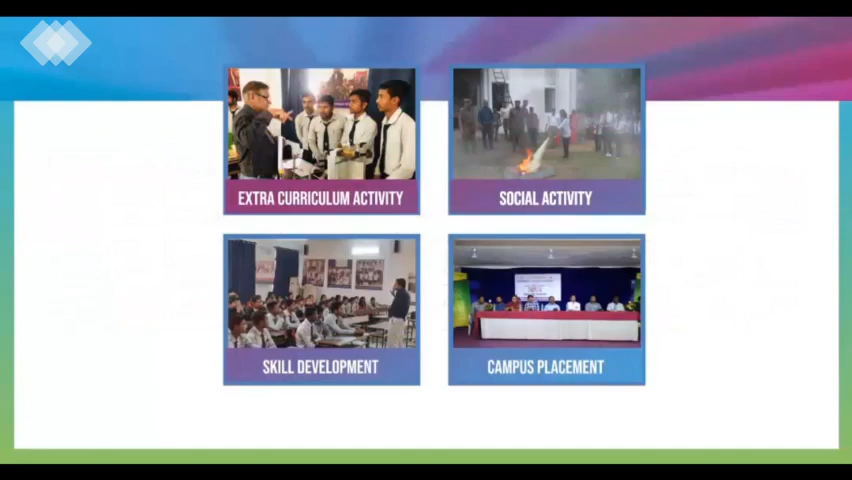 EXTRA CURRICULUM ACTIVITY
SOCIAL ACTIVITY
SKILL DEVELOPMENT
CAMPUS PLACEMENT